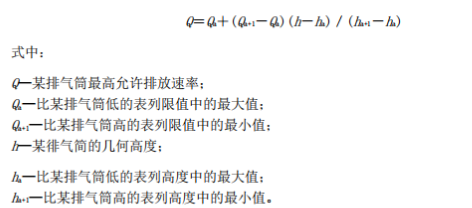 Q=Qa+(Qa+1−Qa)(h−ha)/(ha+1−ha)
式中：
Q—某排气筒最高允许排放速率；
Qa—比某排气筒低的表列限值中的最大值；
Qa+1—比某排气筒高的表列限值中的最小值；
h—某徘气简的几何高度；
ha—比某排气筒低的表列高度中的最大值；
ha+1—比某排气筒高的表列高度中的最小值。